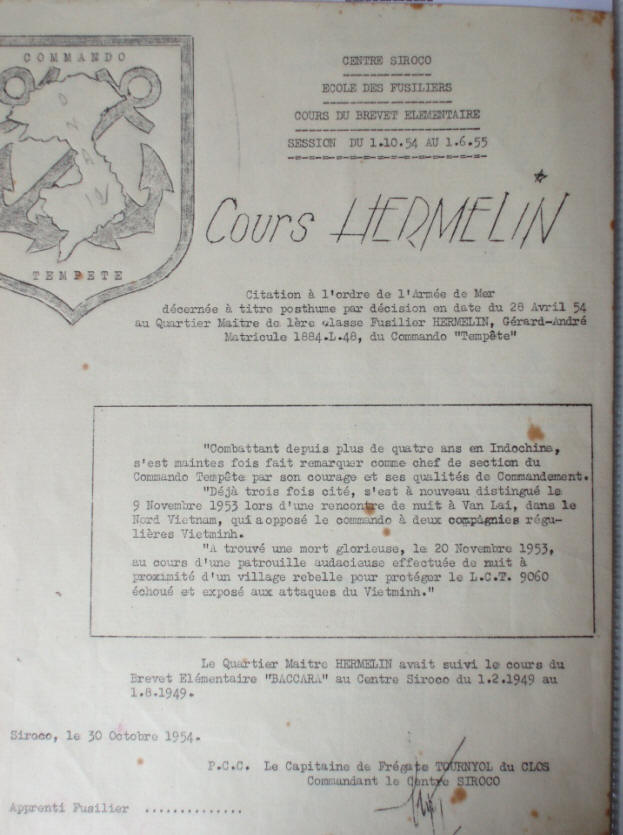 COMMANDO
TEMPETE
CENTRE SIROCO
ECOLE DES FUSILIERS
COURS DU BREVET ELEMENTAIRE
SESSION DU 1.10.54 AU 1.6.55
Cours HERMELIN
Citation à l'ordre de l'Armée de Mer
décernée à titre posthume par décision en date du 28 Avril 54
au Quartier Maitre de 1ère classe Fusilier HERMELIN, Gérard-André
Matricule 1884.L.48, du Commando "Tempête"
"Combattant depuis plus de quatre ans en Indochine,
s'est maintes fois fait remarquer comme chef de section du
Commando Tempête par son courage et ses qualités de Commandement.
"Déjà trois fois cité, s'est à nouveau distingué le
9 Novembre 1953 lors d'une rencontre de nuit à Van Lai, dans le
Nord Vietnam, qui a opposé le commando à deux compagnies régu-
lières Vietminh.
"A trouvé une mort glorieuse, le 20 Novembre 1953,
au cours d'une patrouille audacieuse effectuée de nuit à
proximité d'un village rebelle pour protéger le L.C.T. 9060
échoué et exposé aux attaques du Vietminh."
Le Quartier Maitre HERMELIN avait suivi le cours du
Brevet Elémentaire "BACCARA" au Centre Siroco du 1.2.1949 au
1.8.1949.
Siroco, le 30 Octobre 1954.
P.C.C. Le Capitaine de Frégate TOURNYOL du CLOS
Commandant le Centre SIROCO
Apprenti Fusilier ..............